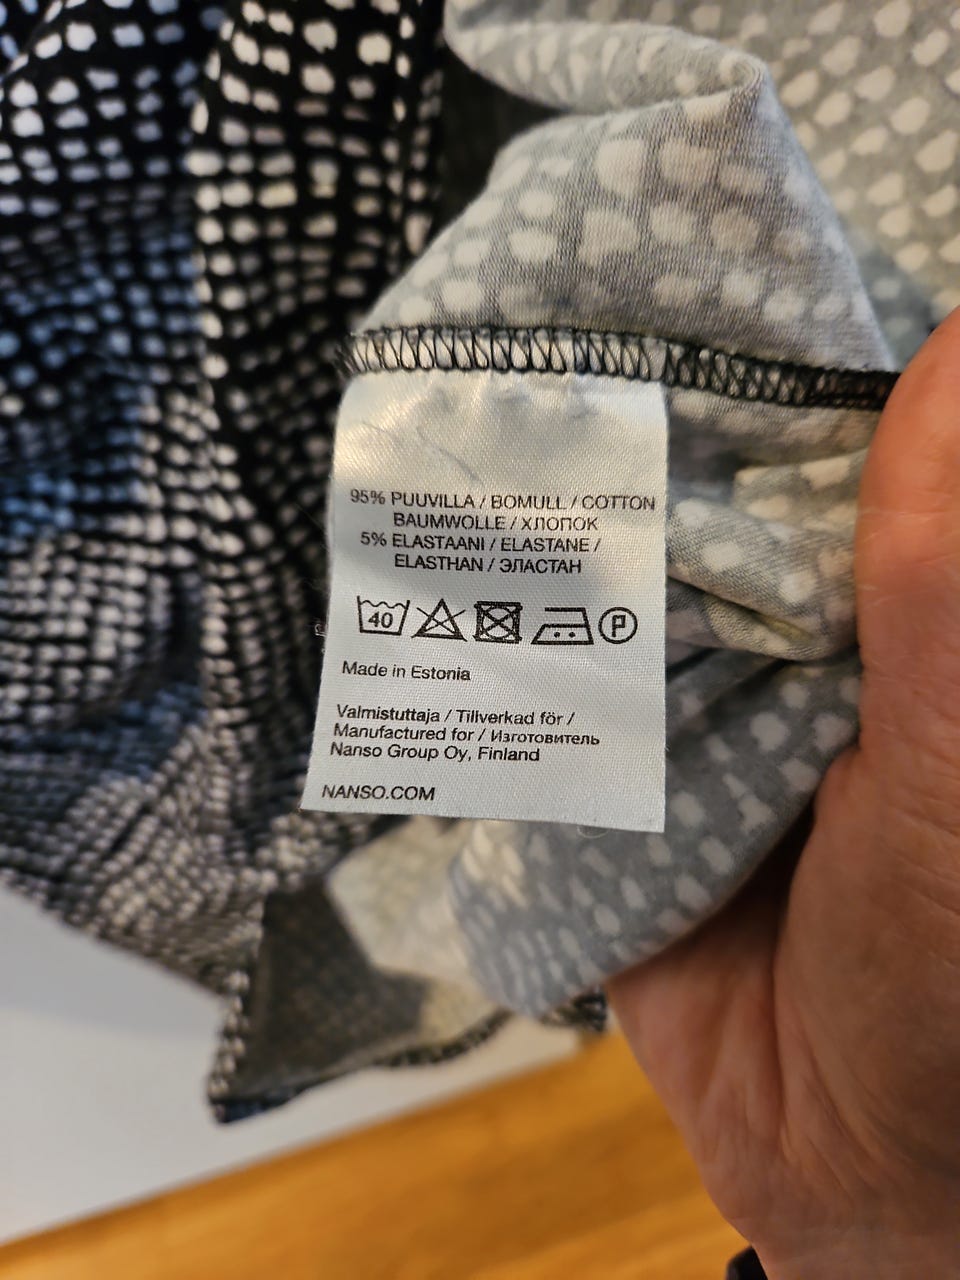 95% PUUVILLA / BOMULL / COTTON
BAUMWOLLE / ХЛОПОК
5% ELASTAANI / ELASTANE /
ELASTHAN / ЭЛАСТАН
40 P
Made in Estonia
Valmistuttaja / Tillverkad för /
Manufactured for / Изготовитель
Nanso Group Oy, Finland
NANSO.COM